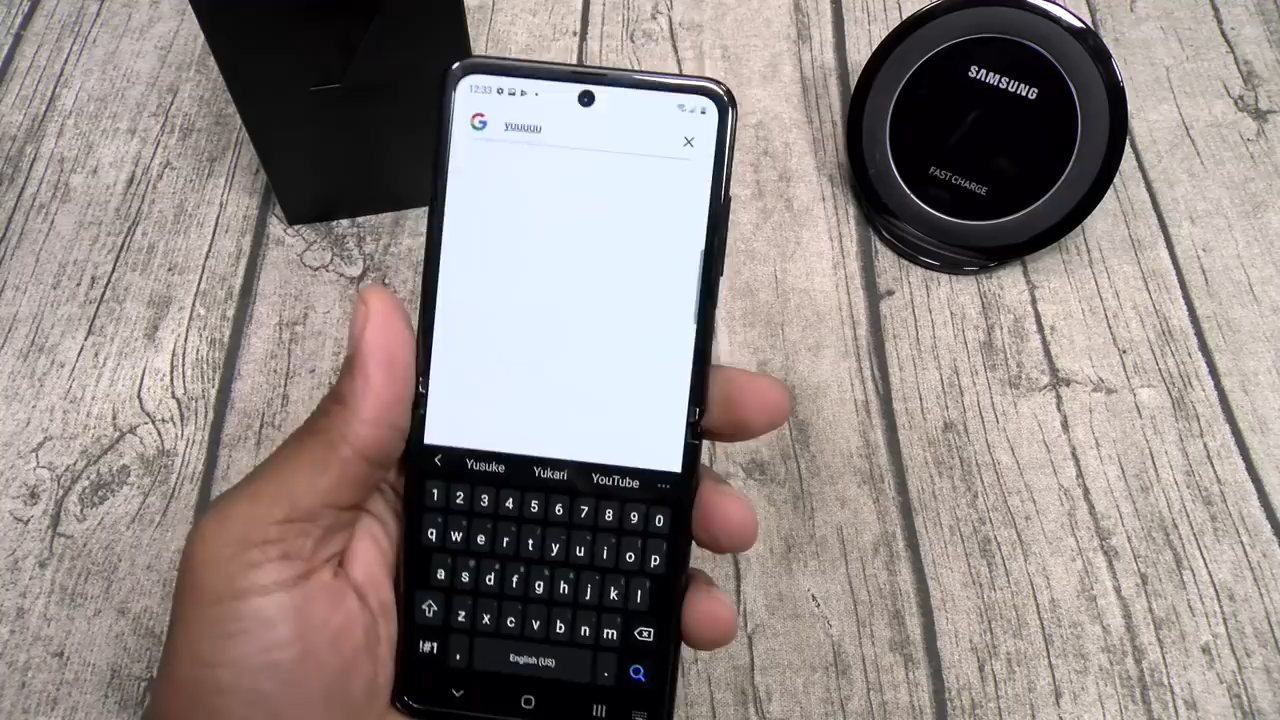 12:33
yuuuuu
SAMSUNG
FAST CHARGE
Yusuke Yukari YouTube ...
1 2 3 4 5 6 7 8 9 0
q w e r t y u i o p
a s d f g h j k l
z x c v b n m
!#1 , English (US) .